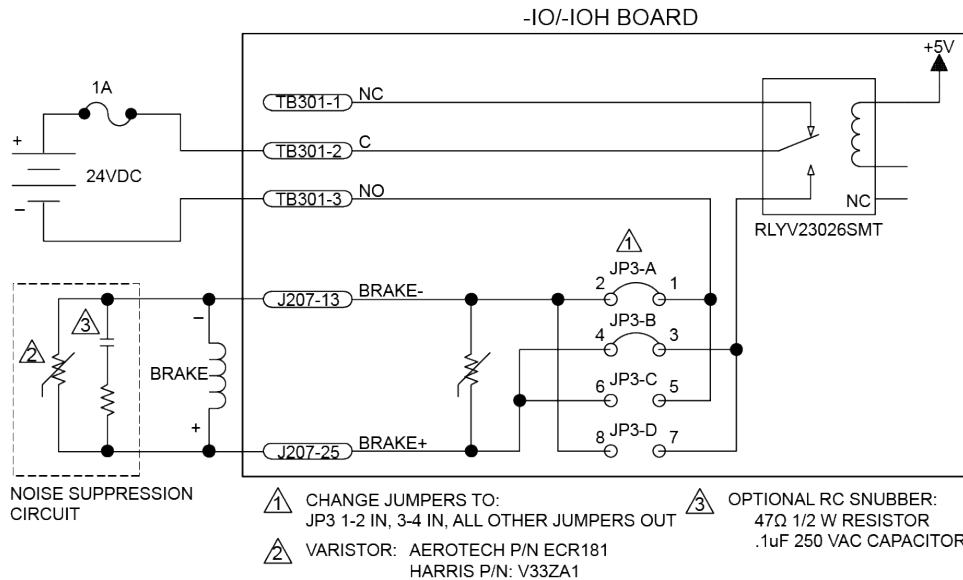 -IO/-IOH BOARD
+5V
1A
TB301-1 NC
TB301-2 C
+
24VDC
TB301-3 NO
–
NC
RLYV23026SMT
1
JP3-A
J207-13 BRAKE-
2 1
3
–
JP3-B
4 3
2
BRAKE
JP3-C
6 5
+
JP3-D
8 7
J207-25 BRAKE+
NOISE SUPPRESSION
CIRCUIT
1 CHANGE JUMPERS TO:
JP3 1-2 IN, 3-4 IN, ALL OTHER JUMPERS OUT
2 VARISTOR: AEROTECH P/N ECR181
HARRIS P/N: V33ZA1
3 OPTIONAL RC SNUBBER:
47Ω 1/2 W RESISTOR
.1uF 250 VAC CAPACITOR